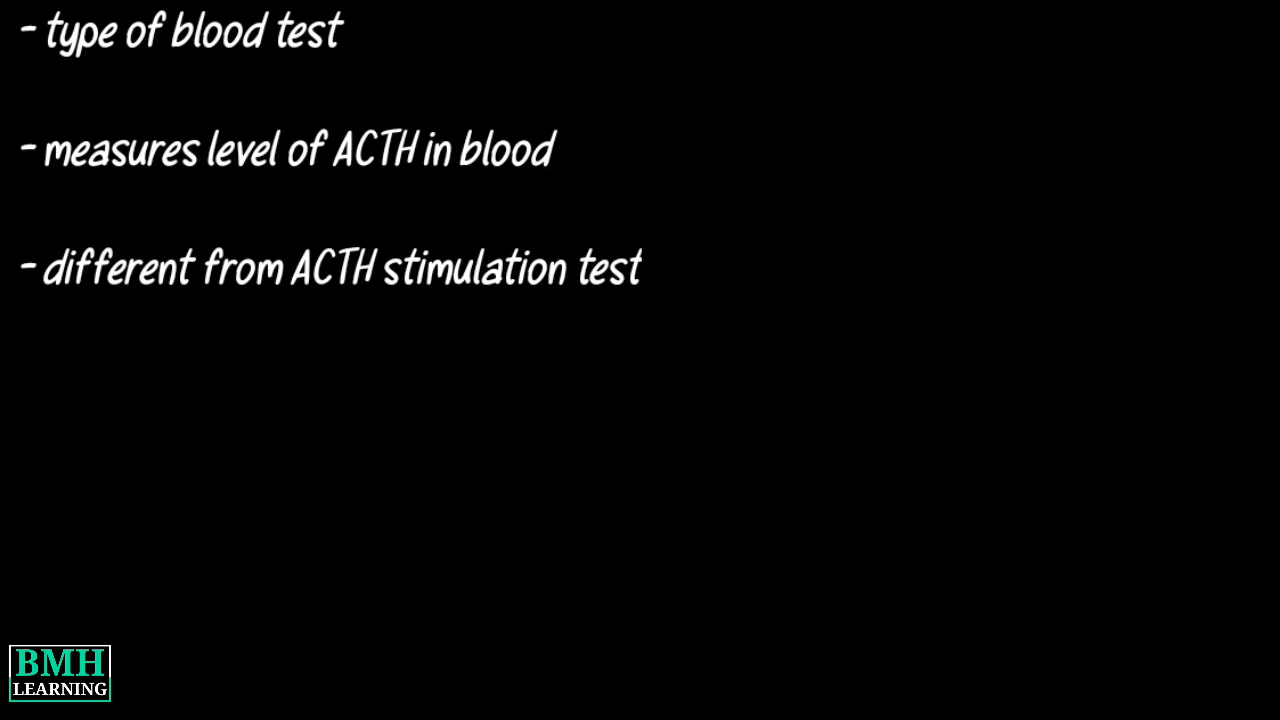 - type of blood test
- measures level of ACTH in blood
- different from ACTH stimulation test
BMH
LEARNING